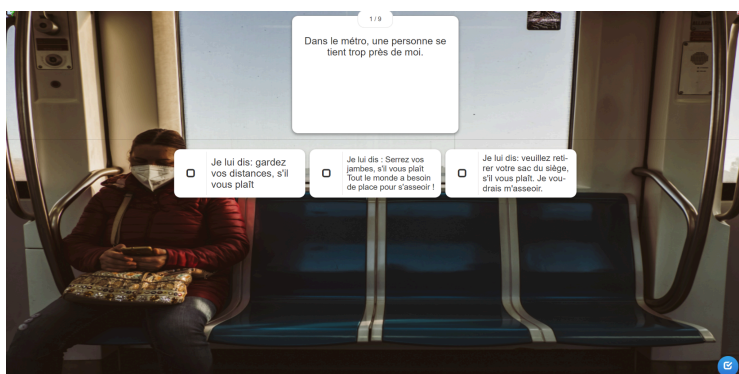 1 / 9
Dans le métro, une personne se
tient trop près de moi.
Je lui dis: gardez
vos distances, s'il
vous plaît
Je lui dis : Serrez vos
jambes, s'il vous plaît
Tout le monde a besoin
de place pour s'asseoir !
Je lui dis: veuillez reti-
rer votre sac du siège,
s'il vous plaît. Je vou-
drais m'asseoir.